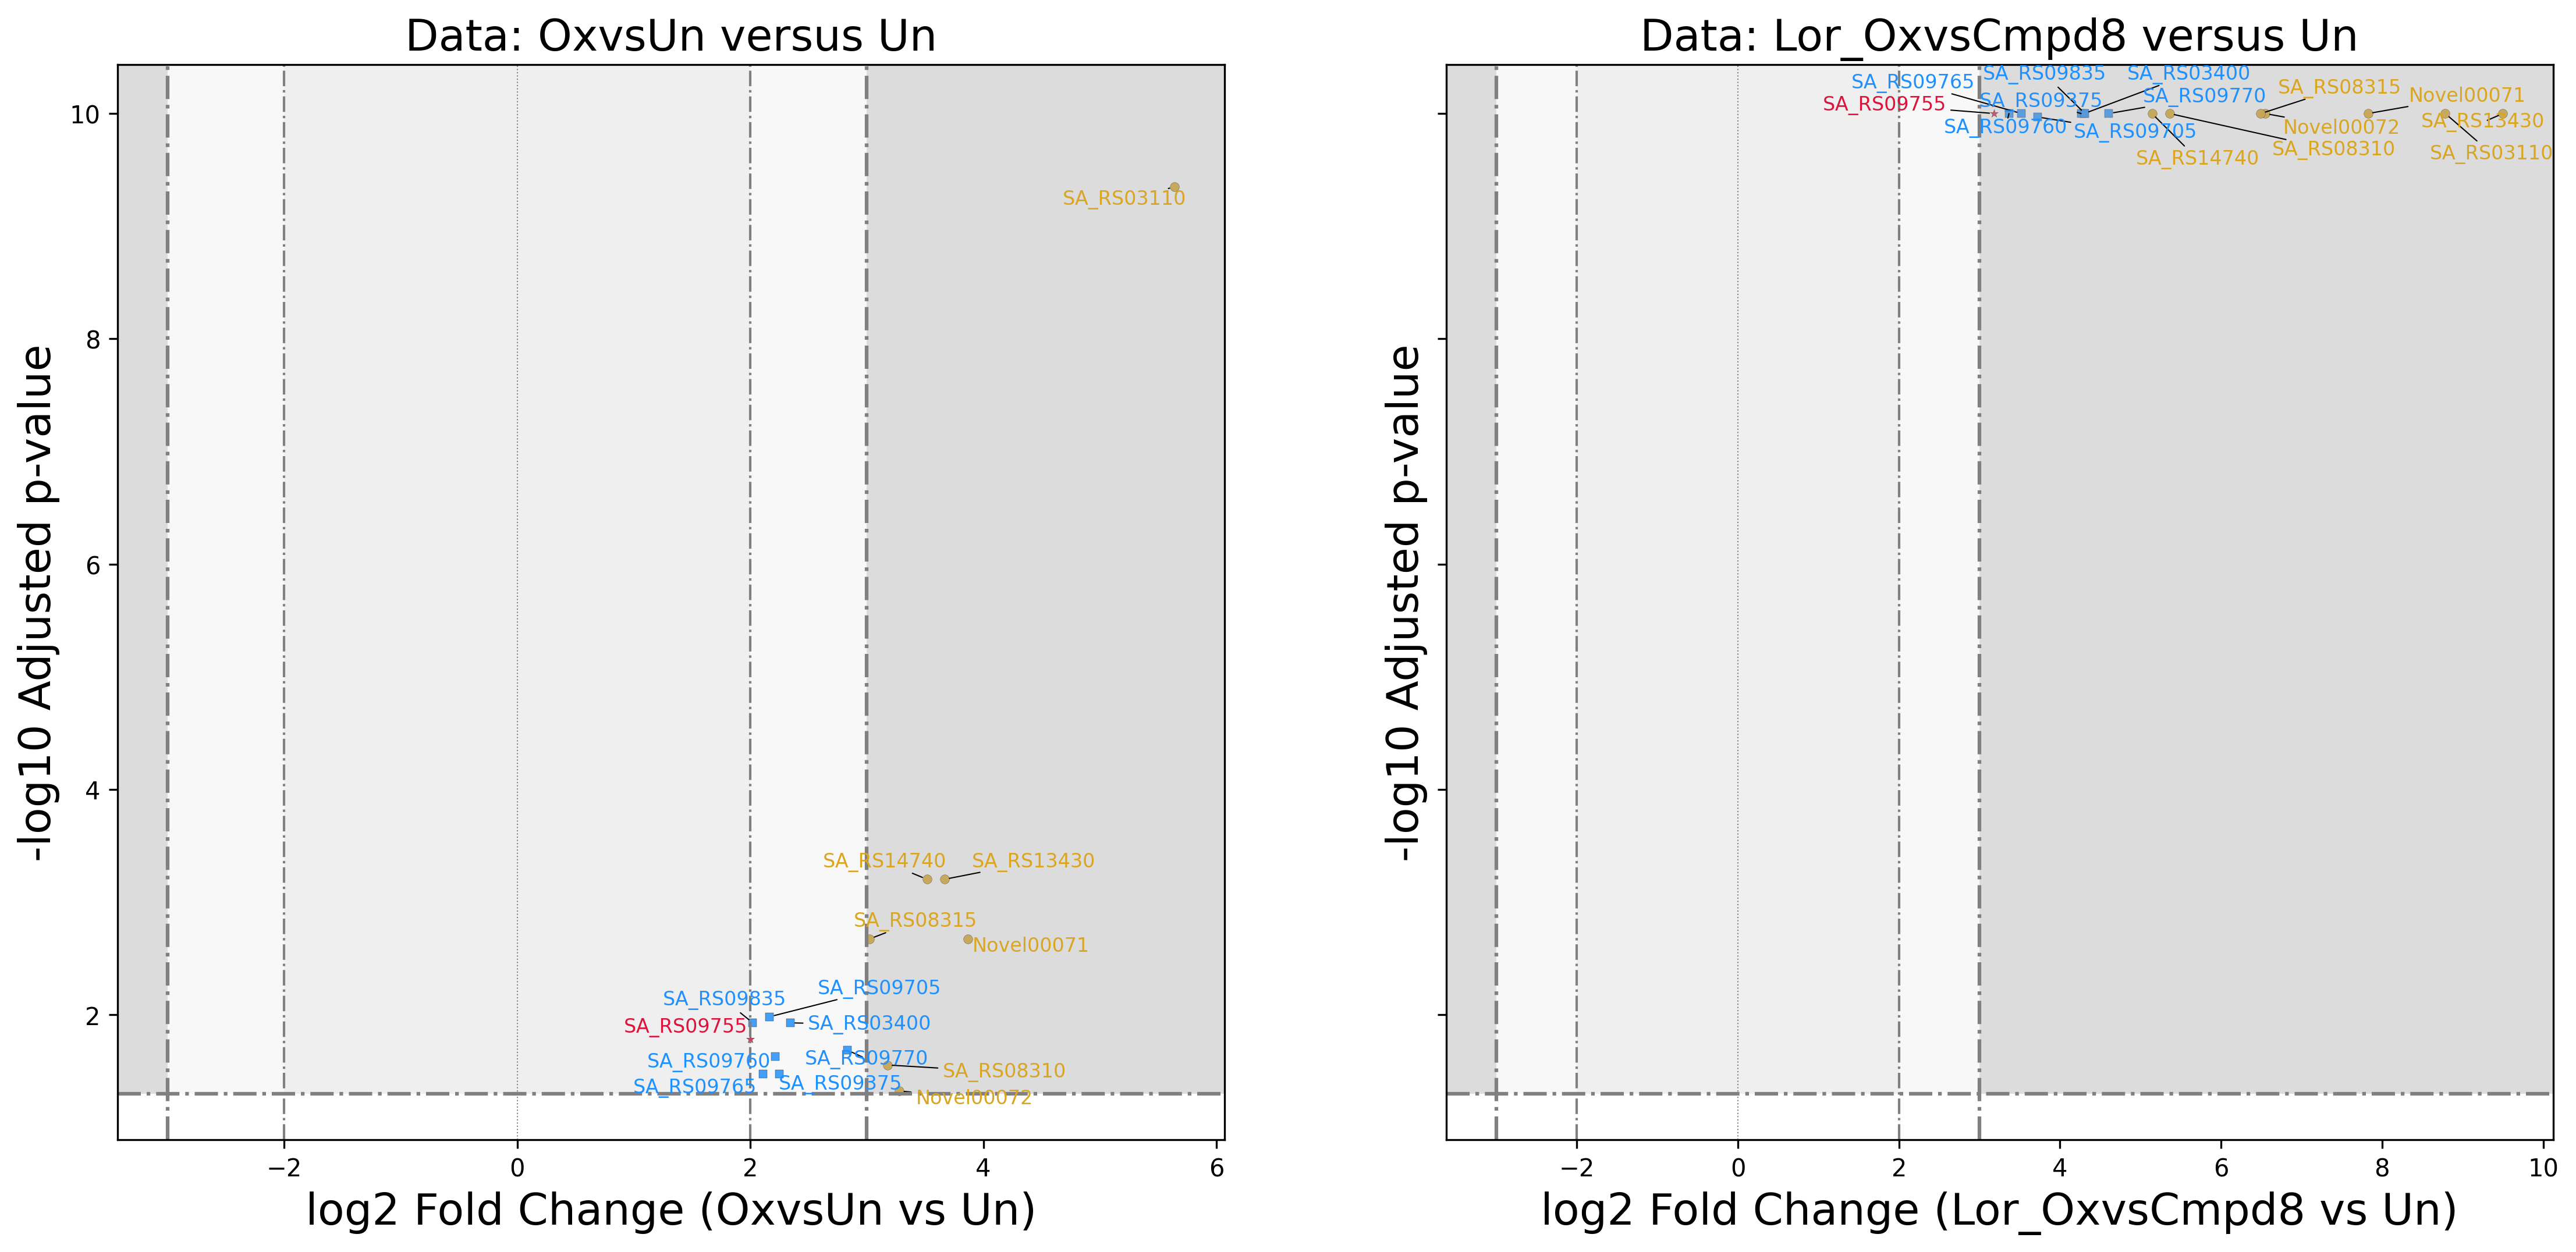 Data: OxvsUn versus Un
-log10 Adjusted p-value
10
8
6
4
2
SA_RS03110
SA_RS14740
SA_RS13430
SA_RS08315
Novel00071
SA_RS09705
SA_RS09835
SA_RS09755
SA_RS03400
SA_RS09760
SA_RS09770
SA_RS08310
SA_RS09765
SA_RS09375
Novel00072
−2
0
2
4
6
log2 Fold Change (OxvsUn vs Un)
Data: Lor_OxvsCmpd8 versus Un
-log10 Adjusted p-value
SA_RS09765
SA_RS09835
SA_RS03400
SA_RS08315
Novel00071
SA_RS09755
SA_RS09375
SA_RS09770
SA_RS13430
SA_RS09760
SA_RS09705
Novel00072
SA_RS14740
SA_RS08310
SA_RS03110
−2
0
2
4
6
8
10
log2 Fold Change (Lor_OxvsCmpd8 vs Un)